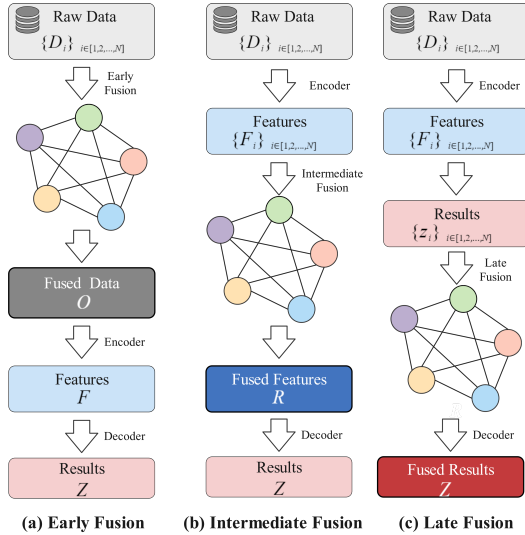 Raw Data
{D_i} i∈[1,2,...,N]
Early
Fusion
Fused Data
O
Encoder
Features
F
Decoder
Results
Z
(a) Early Fusion
Raw Data
{D_i} i∈[1,2,...,N]
Encoder
Features
{F_i} i∈[1,2,...,N]
Intermediate
Fusion
Fused Features
R
Decoder
Results
Z
(b) Intermediate Fusion
Raw Data
{D_i} i∈[1,2,...,N]
Encoder
Features
{F_i} i∈[1,2,...,N]
Results
{z_i} i∈[1,2,...,N]
Late
Fusion
Decoder
Fused Results
Z
(c) Late Fusion